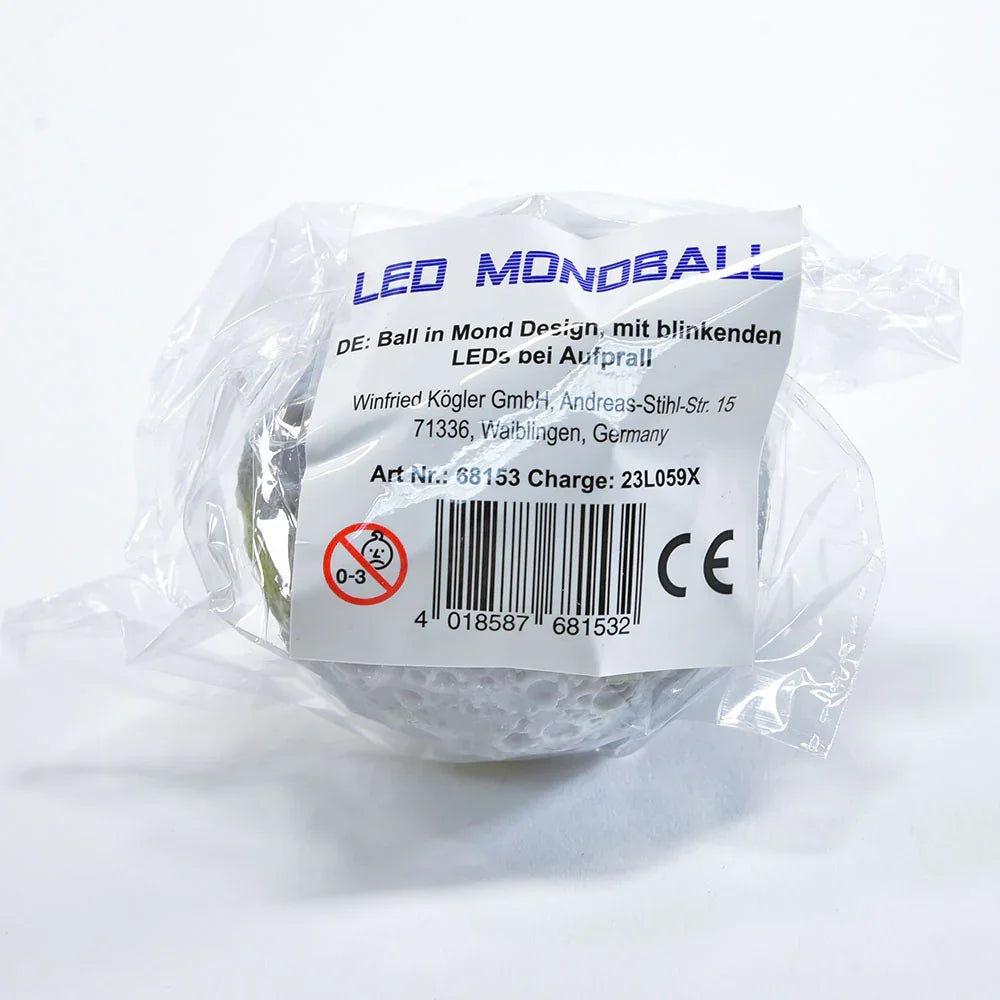 LED MONDBALL
DE: Ball in Mond Design, mit blinkenden
LEDs bei Aufprall
Winfried Kögler GmbH, Andreas-Stihl-Str. 15
71336, Waiblingen, Germany
Art Nr.: 68153 Charge: 23L059X
0-3
CE
4 018587 681532